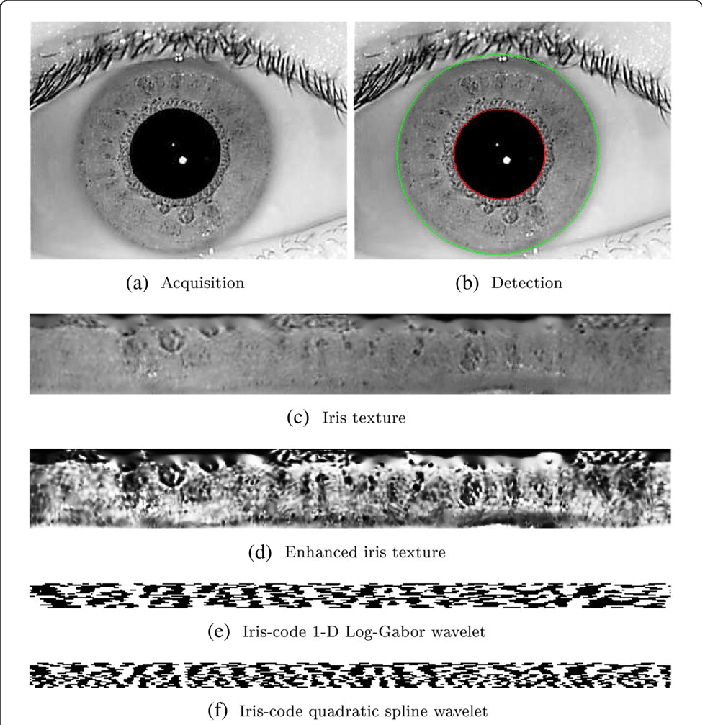 (a) Acquisition
(b) Detection
(c) Iris texture
(d) Enhanced iris texture
(e) Iris-code 1-D Log-Gabor wavelet
(f) Iris-code quadratic spline wavelet